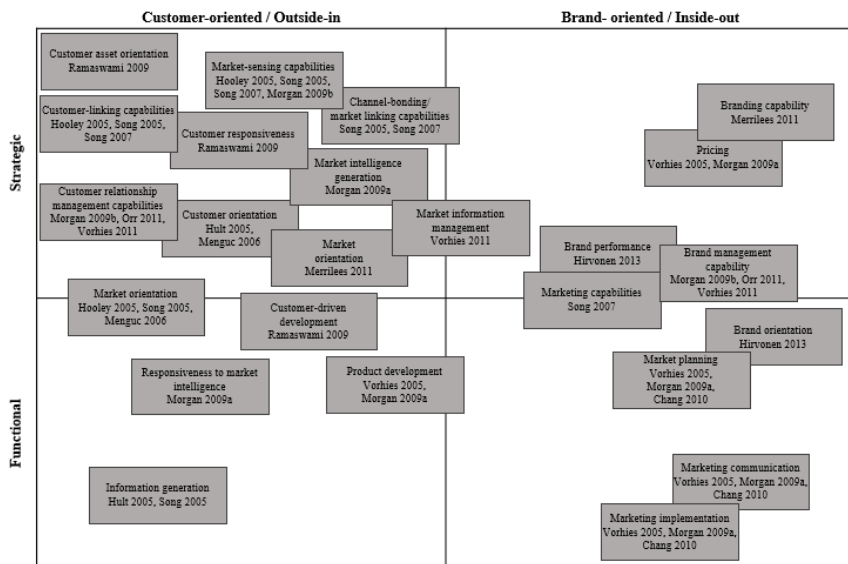 Customer-oriented / Outside-in
Brand- oriented / Inside-out
Strategic
Customer asset orientation
Ramaswami 2009
Market-sensing capabilities
Hooley 2005, Song 2005,
Song 2007, Morgan 2009b
Customer-linking capabilities
Hooley 2005, Song 2005,
Song 2007
Channel-bonding/
market linking capabilities
Song 2005, Song 2007
Customer responsiveness
Ramaswami 2009
Market intelligence
generation
Morgan 2009a
Customer relationship
management capabilities
Morgan 2009b, Orr 2011,
Vorhies 2011
Customer orientation
Hult 2005,
Menguc 2006
Market
orientation
Merrilees 2011
Market information
management
Vorhies 2011
Branding capability
Merrilees 2011
Pricing
Vorhies 2005, Morgan 2009a
Brand performance
Hirvonen 2013
Brand management
capability
Morgan 2009b, Orr 2011,
Vorhies 2011
Marketing capabilities
Song 2007
Functional
Market orientation
Hooley 2005, Song 2005,
Menguc 2006
Customer-driven
development
Ramaswami 2009
Responsiveness to market
intelligence
Morgan 2009a
Product development
Vorhies 2005,
Morgan 2009a
Information generation
Hult 2005, Song 2005
Brand orientation
Hirvonen 2013
Market planning
Vorhies 2005,
Morgan 2009a,
Chang 2010
Marketing communication
Vorhies 2005, Morgan 2009a,
Chang 2010
Marketing implementation
Vorhies 2005, Morgan 2009a,
Chang 2010